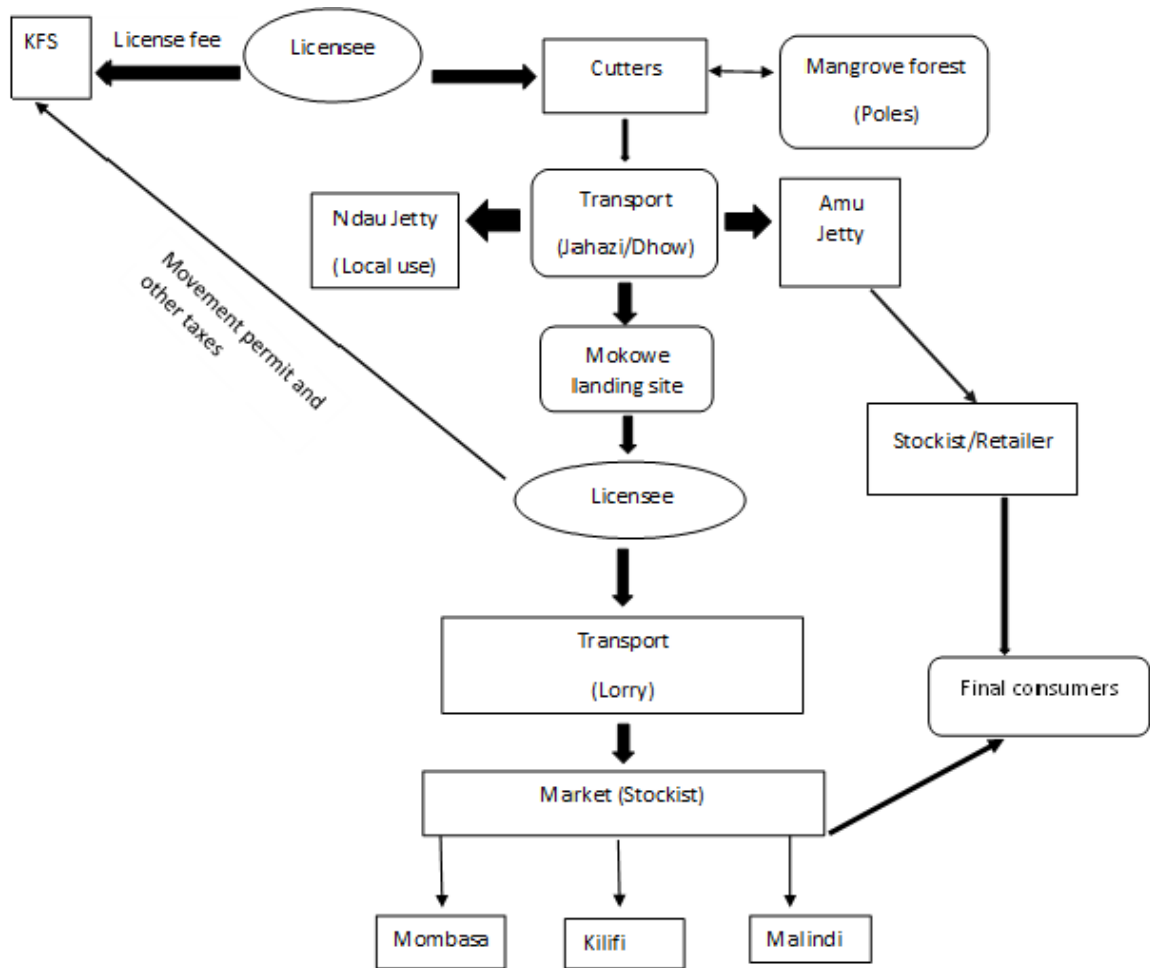 KFS
License fee
Licensee
Cutters
Mangrove forest
(Poles)
Ndau Jetty
(Local use)
Transport
(Jahazi/Dhow)
Amu
Jetty
Movement permit and
other taxes
Mokowe
landing site
Stockist/Retailer
Licensee
Transport
(Lorry)
Final consumers
Market (Stockist)
Mombasa
Kilifi
Malindi